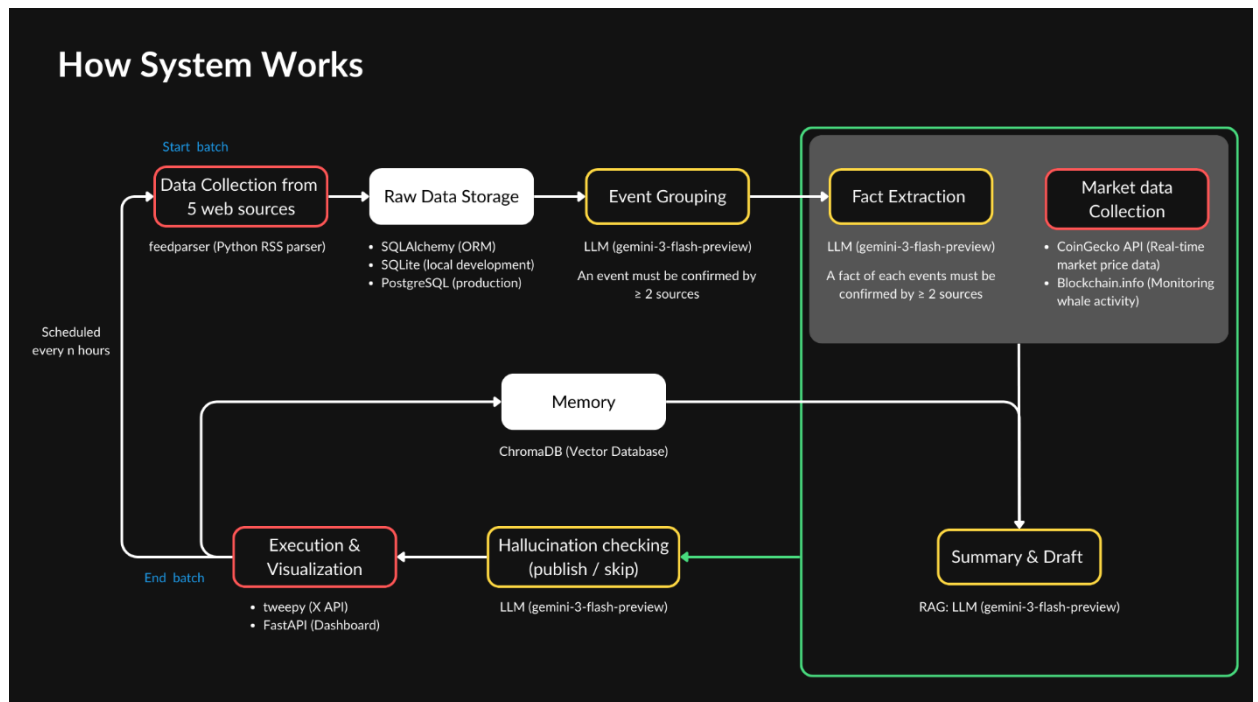 How System Works
Start batch
Data Collection from
5 web sources
feedparser (Python RSS parser)
Raw Data Storage
• SQLAlchemy (ORM)
• SQLite (local development)
• PostgreSQL (production)
Event Grouping
LLM (gemini-3-flash-preview)
An event must be confirmed by
≥ 2 sources
Fact Extraction
LLM (gemini-3-flash-preview)
A fact of each events must be
confirmed by ≥ 2 sources
Market data
Collection
• CoinGecko API (Real-time
market price data)
• Blockchain.info (Monitoring
whale activity)
Scheduled
every n hours
Memory
ChromaDB (Vector Database)
End batch
Execution &
Visualization
• tweepy (X API)
• FastAPI (Dashboard)
Hallucination checking
(publish / skip)
LLM (gemini-3-flash-preview)
Summary & Draft
RAG: LLM (gemini-3-flash-preview)